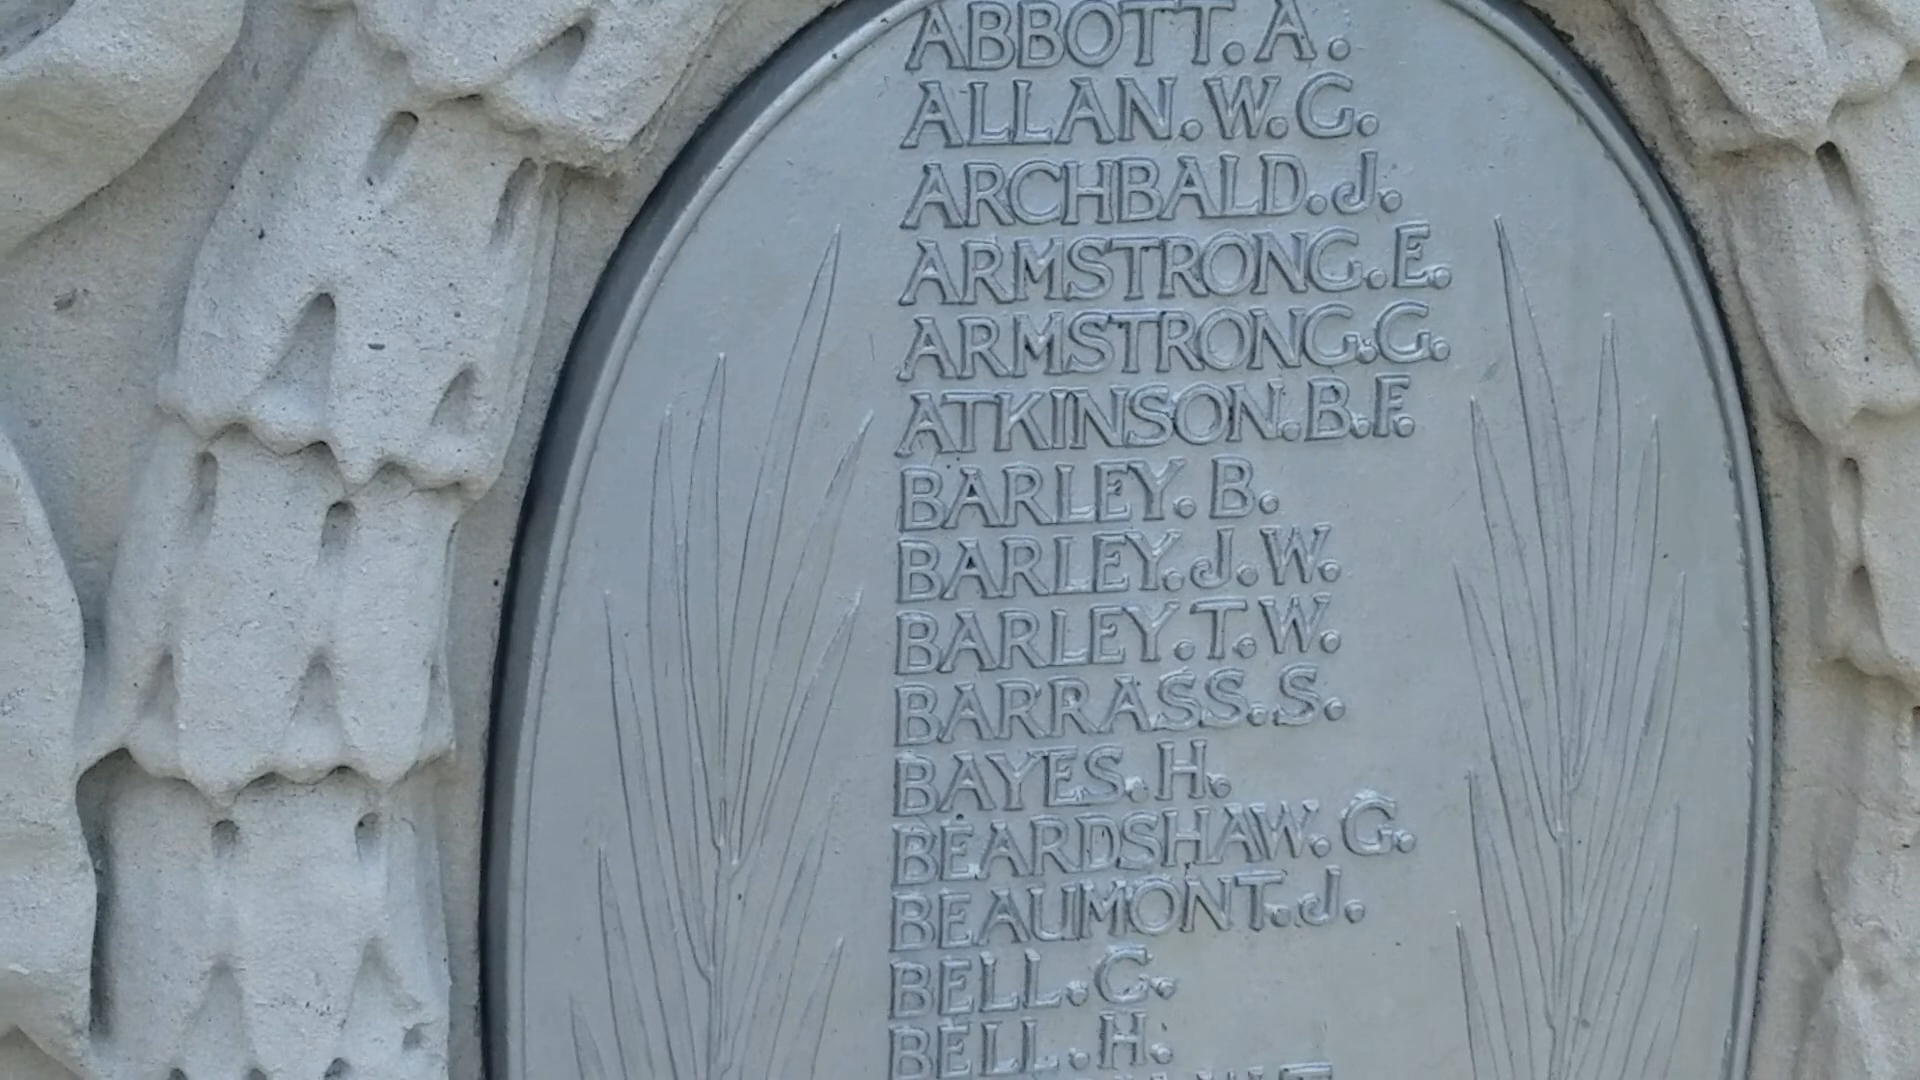 ABBOTT. A.
ALLAN. W. G.
ARCHBALD. J.
ARMSTRONG. E.
ARMSTRONG. G.
ATKINSON. B. F.
BARLEY. B.
BARLEY. J. W.
BARLEY. T. W.
BARRASS. S.
BAYES. H.
BEARDSHAW. G.
BEAUMONT. J.
BELL. G.
BELL. H.